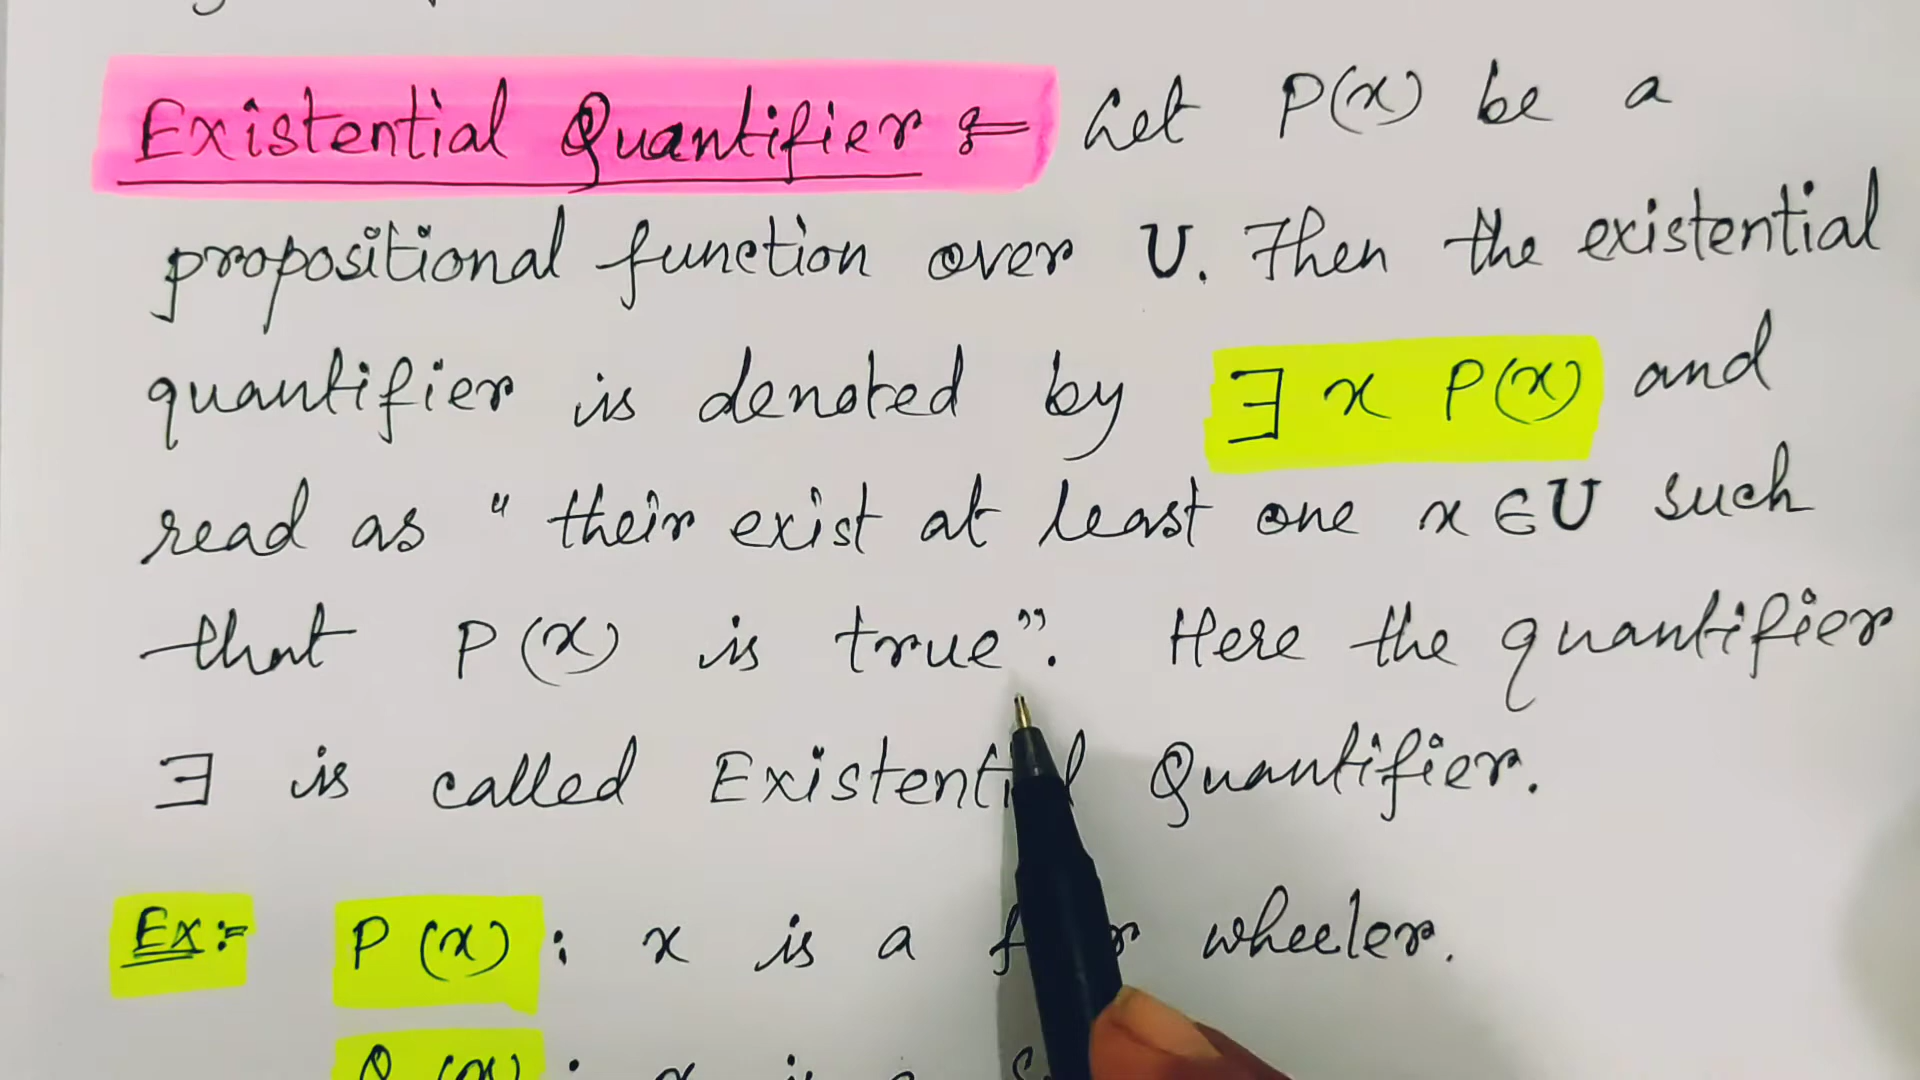 Existential Quantifier :- Let P(x) be a
propositional function over U. Then the existential
quantifier is denoted by ∃ x P(x) and
read as " their exist at least one x ∈ U such
that P(x) is true". Here the quantifier
∃ is called Existential Quantifier.
Ex:- P(x) : x is a wheeler.
Q(x) : x is a